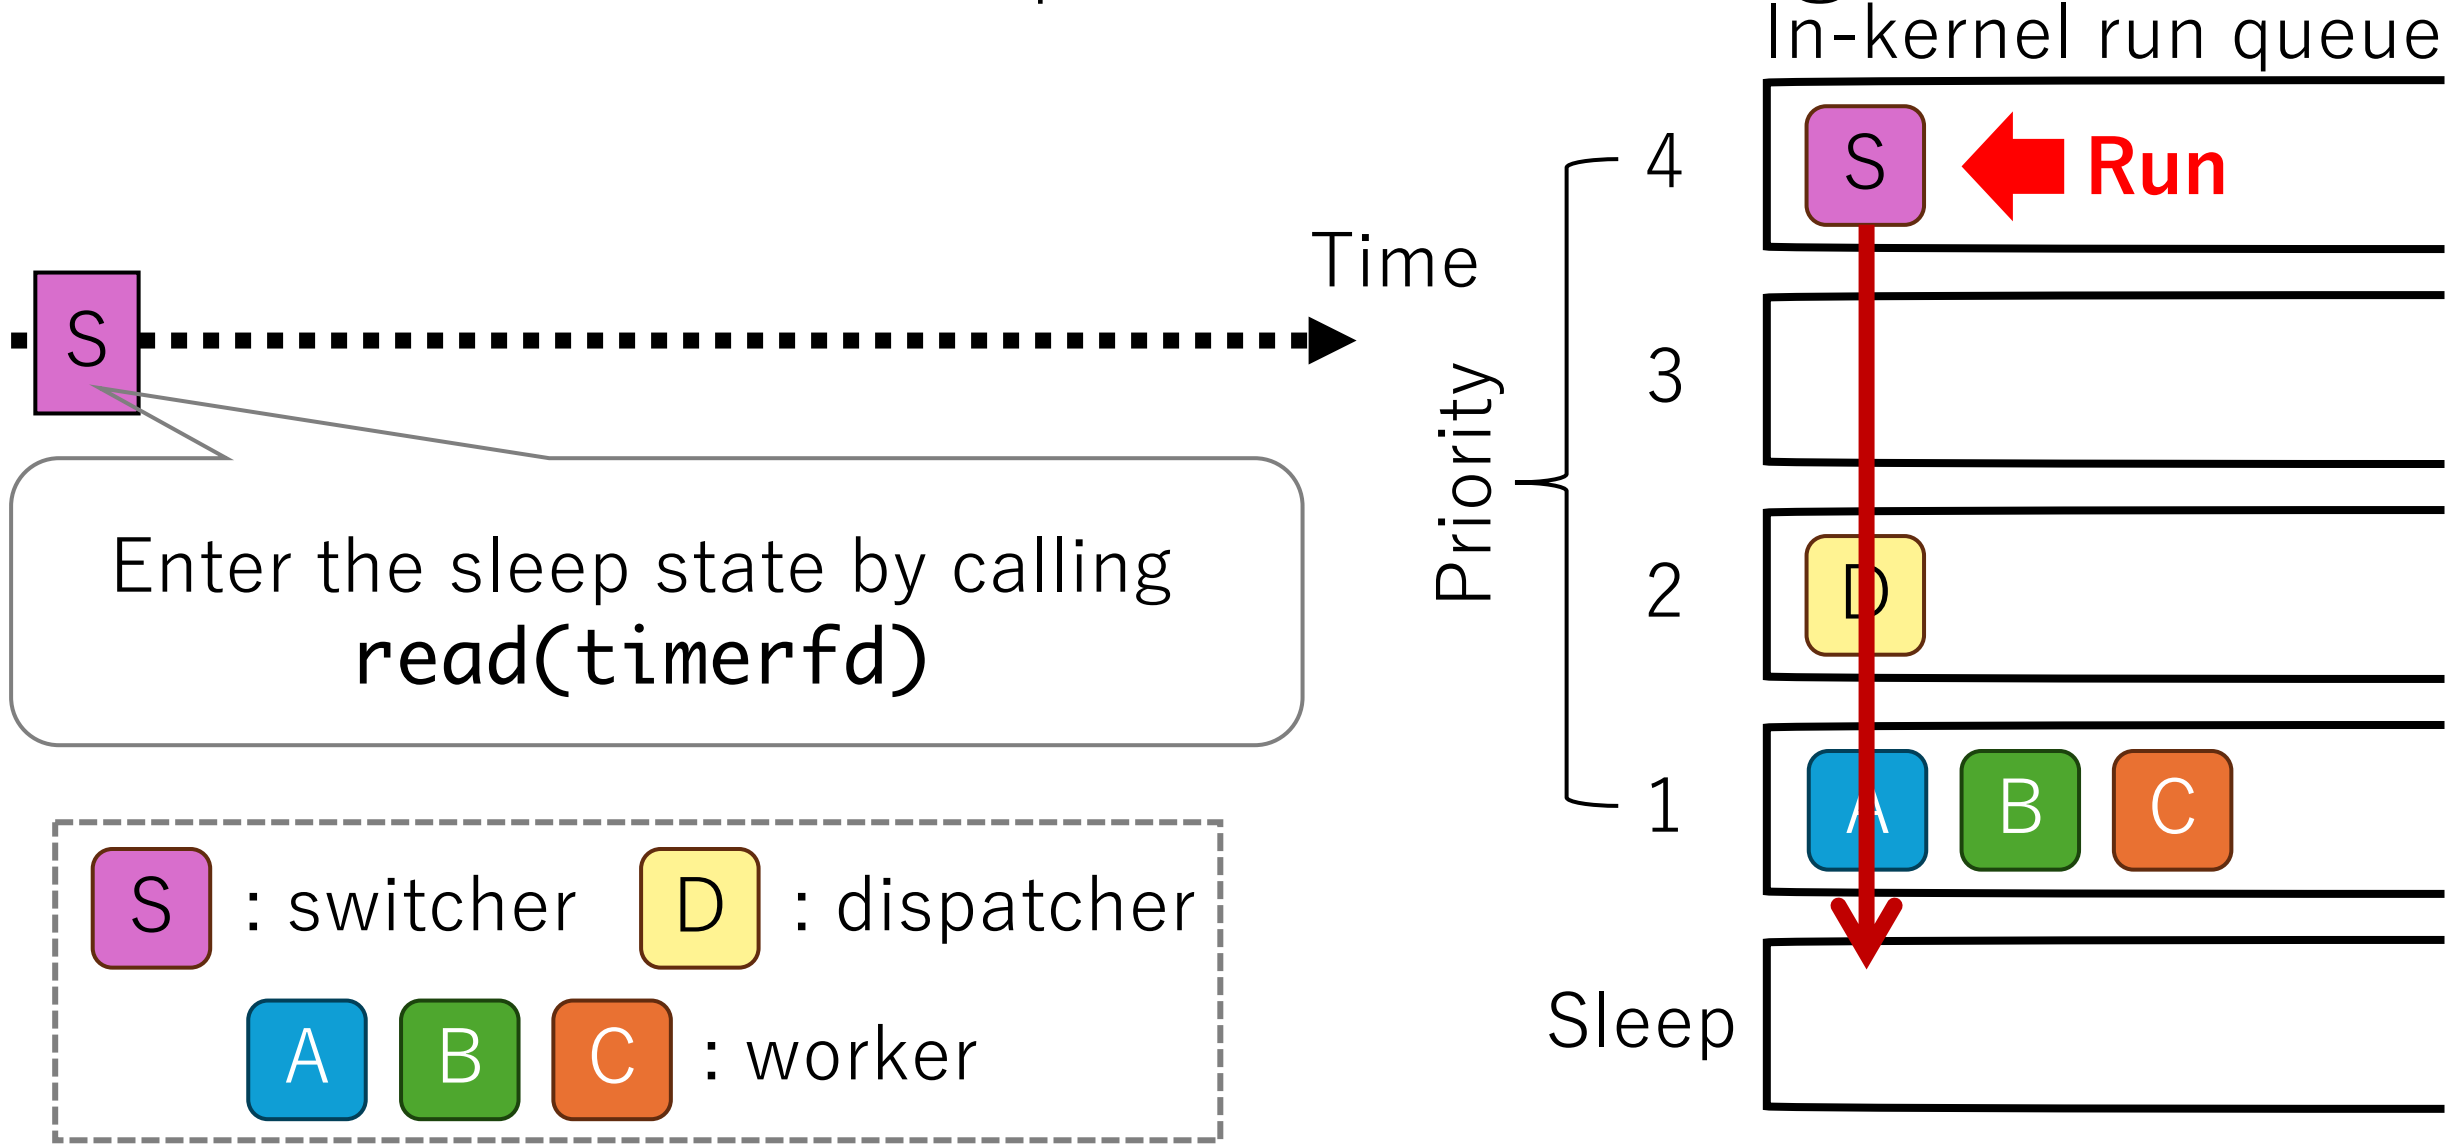 In-kernel run queue
4
S
Run
Time
S
3
Priority
Enter the sleep state by calling
read(timerfd)
2
D
1
A
B
C
S : switcher
D : dispatcher
A B C : worker
Sleep